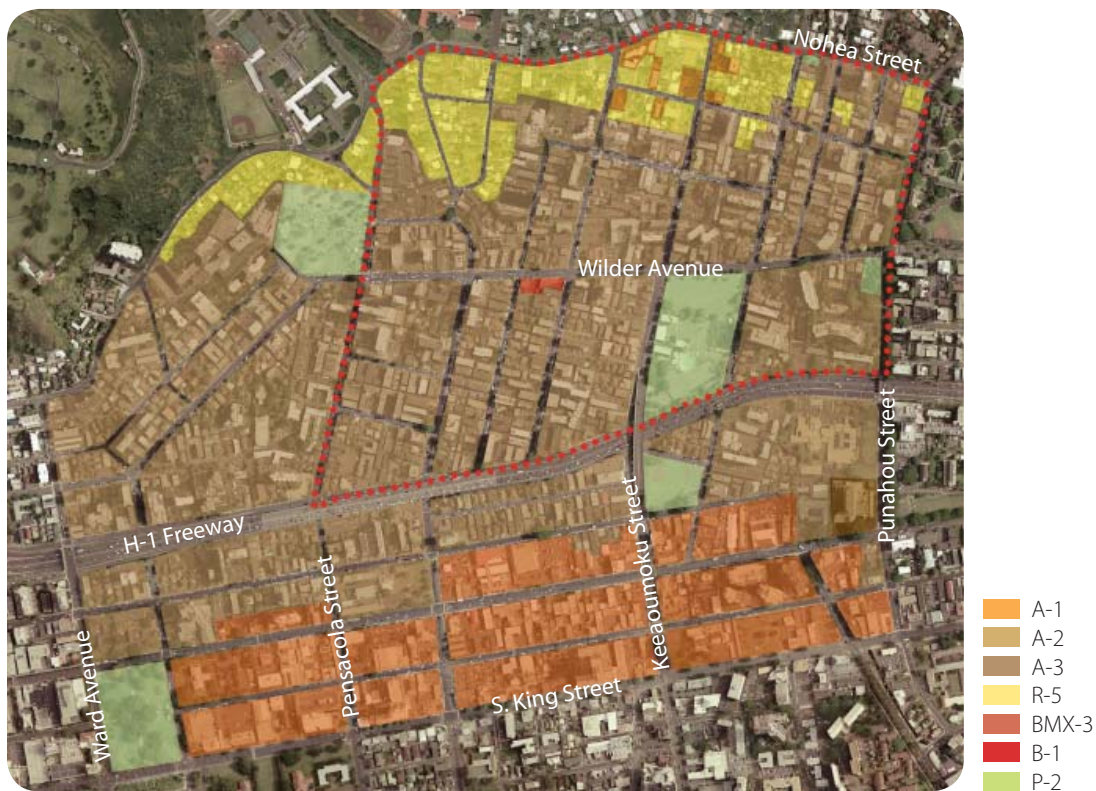 Nohea Street
Wilder Avenue
H-1 Freeway
Punahou Street
Keeaoumoku Street
Pensacola Street
Ward Avenue
S. King Street
A-1
A-2
A-3
R-5
BMX-3
B-1
P-2